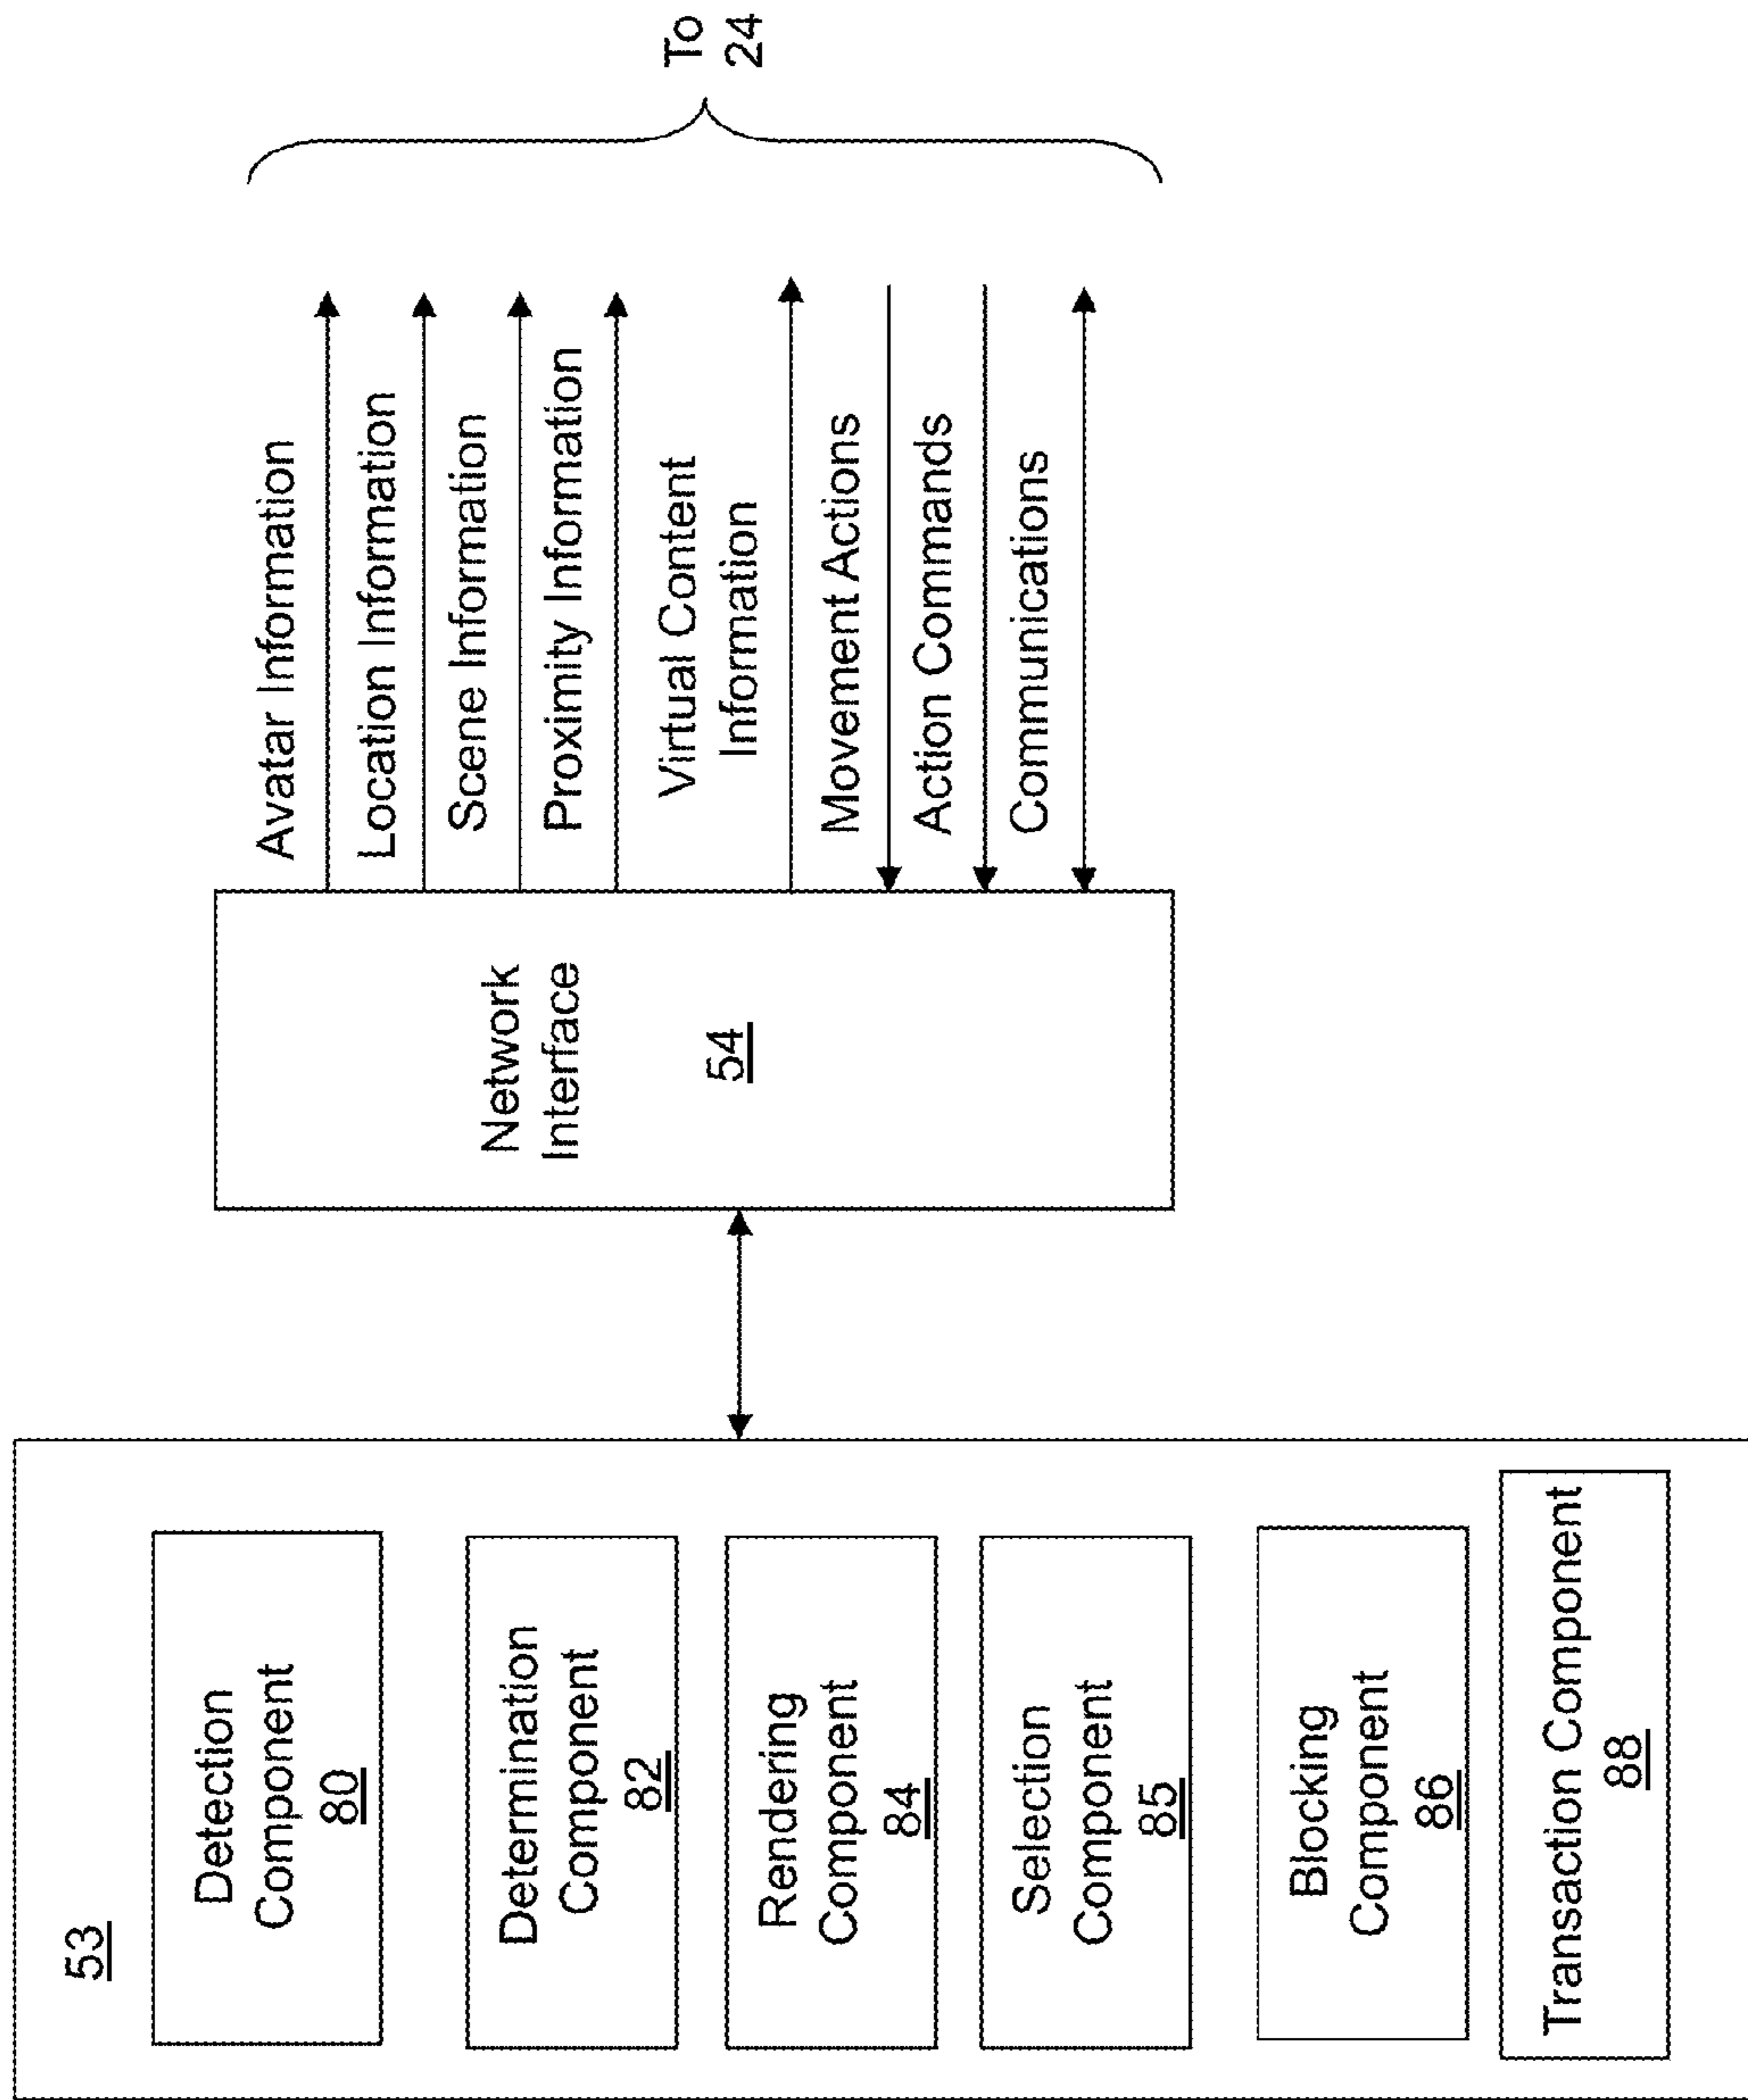 53
Detection
Component
80
Determination
Component
82
Rendering
Component
84
Selection
Component
85
Blocking
Component
86
Transaction Component
88
Network
Interface
54
Avatar Information
Location Information
Scene Information
Proximity Information
Virtual Content
Information
Movement Actions
Action Commands
Communications
To
24